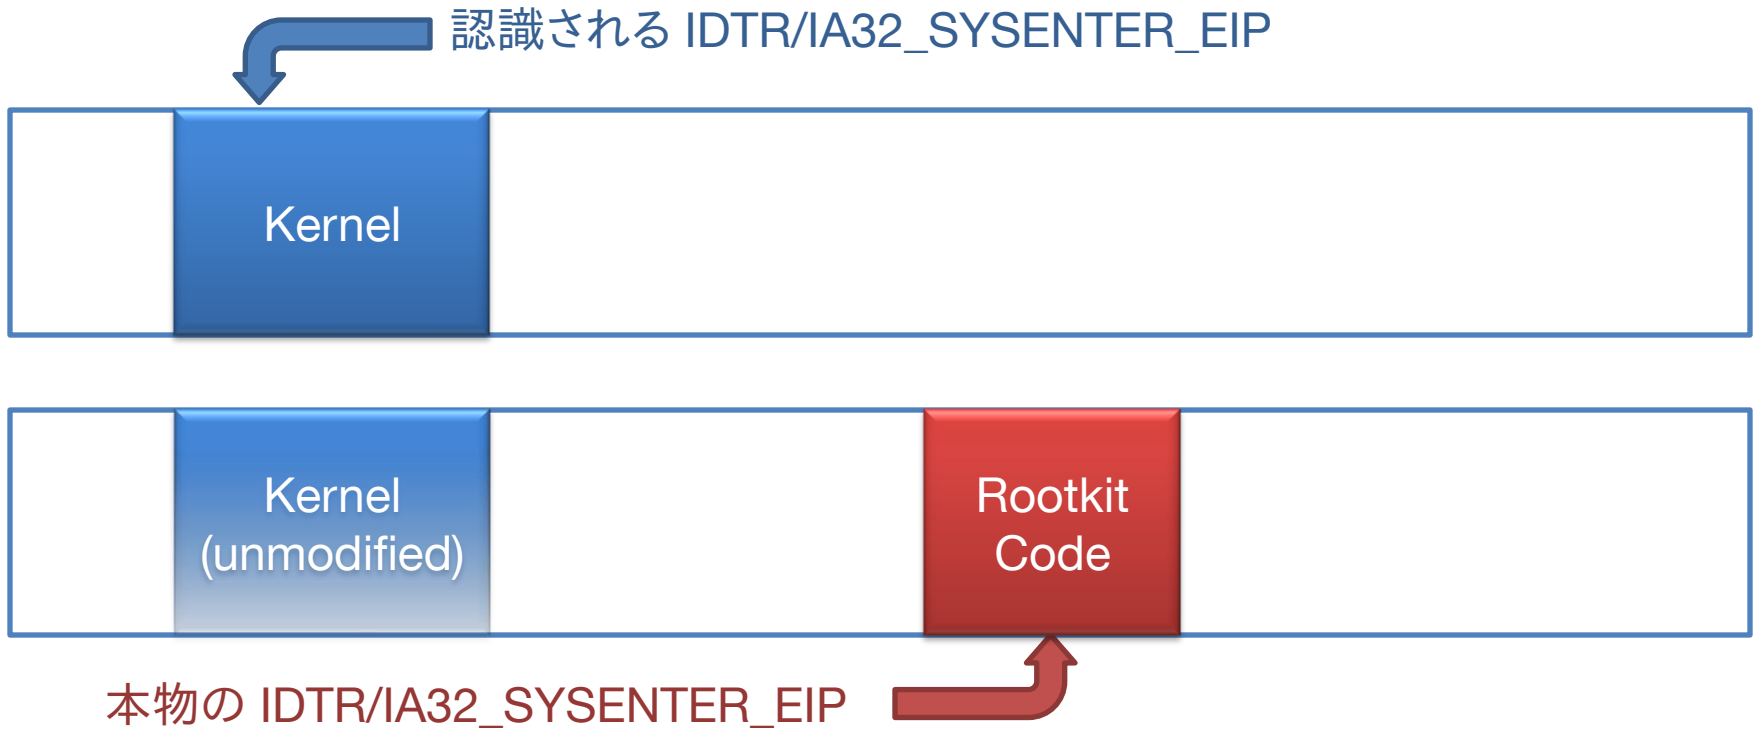 認識される IDTR/IA32_SYSENTER_EIP
Kernel
Kernel
(unmodified)
Rootkit
Code
本物の IDTR/IA32_SYSENTER_EIP